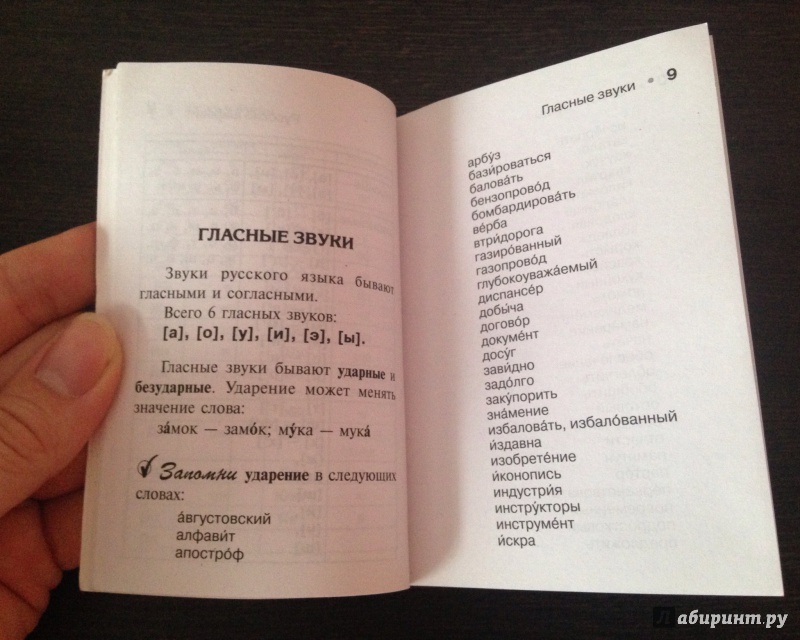 ГЛАСНЫЕ ЗВУКИ
Звуки русского языка бывают
гласными и согласными.
Всего 6 гласных звуков:
[а], [о], [у], [и], [э], [ы].
Гласные звуки бывают ударные и
безударные. Ударение может менять
значение слова:
за́мок — замо́к; му́ка — мука́
Запомни ударение в следующих
словах:
а́вгустовский
алфави́т
апостро́ф
Гласные звуки • 9
арбу́з
бази́роваться
балова́ть
бензопрово́д
бомбардирова́ть
ве́рба
втри́дорога
газиро́ванный
газопрово́д
глубокоуважа́емый
диспансе́р
добы́ча
догово́р
докуме́нт
досу́г
зави́дно
задо́лго
заку́порить
зна́мение
избалова́ть, избало́ванный
и́здавна
изобрете́ние
и́конопись
индустри́я
инстру́кторы
инструме́нт
и́скра
Лабиринт.ру